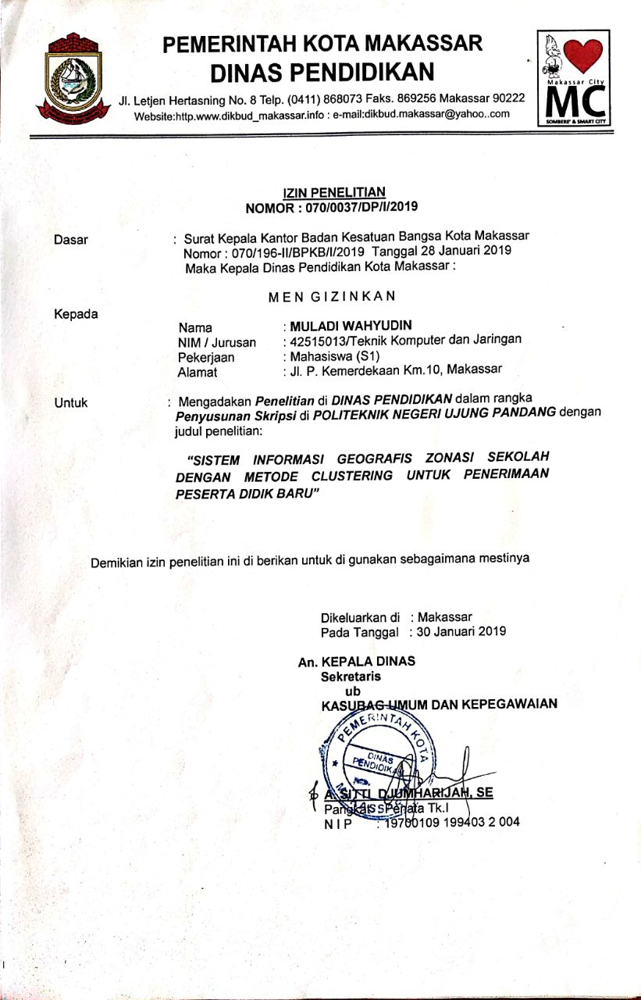 PEMERINTAH KOTA MAKASSAR
DINAS PENDIDIKAN
Jl. Letjen Hertasning No. 8 Telp. (0411) 868073 Faks. 869256 Makassar 90222
Website:http.www.dikbud_makassar.info : e-mail:dikbud.makassar@yahoo..com
Makassar City
MC
SOMBERE' & SMART CITY
IZIN PENELITIAN
NOMOR : 070/0037/DP/I/2019
Dasar : Surat Kepala Kantor Badan Kesatuan Bangsa Kota Makassar
Nomor : 070/196-II/BPKB/I/2019 Tanggal 28 Januari 2019
Maka Kepala Dinas Pendidikan Kota Makassar :
M E N G I Z I N K A N
Kepada
Nama : MULADI WAHYUDIN
NIM / Jurusan : 42515013/Teknik Komputer dan Jaringan
Pekerjaan : Mahasiswa (S1)
Alamat : Jl. P. Kemerdekaan Km.10, Makassar
Untuk : Mengadakan Penelitian di DINAS PENDIDIKAN dalam rangka
Penyusunan Skripsi di POLITEKNIK NEGERI UJUNG PANDANG dengan
judul penelitian:
“SISTEM INFORMASI GEOGRAFIS ZONASI SEKOLAH
DENGAN METODE CLUSTERING UNTUK PENERIMAAN
PESERTA DIDIK BARU”
Demikian izin penelitian ini di berikan untuk di gunakan sebagaimana mestinya
Dikeluarkan di : Makassar
Pada Tanggal : 30 Januari 2019
An. KEPALA DINAS
Sekretaris
ub
KASUBAG UMUM DAN KEPEGAWAIAN
PEMERINTAH KOTA
DINAS
PENDIDIKAN
A. SITTI DJUMHARIJAH, SE
Pangkat : Penata Tk.I
N I P : 19700109 199403 2 004